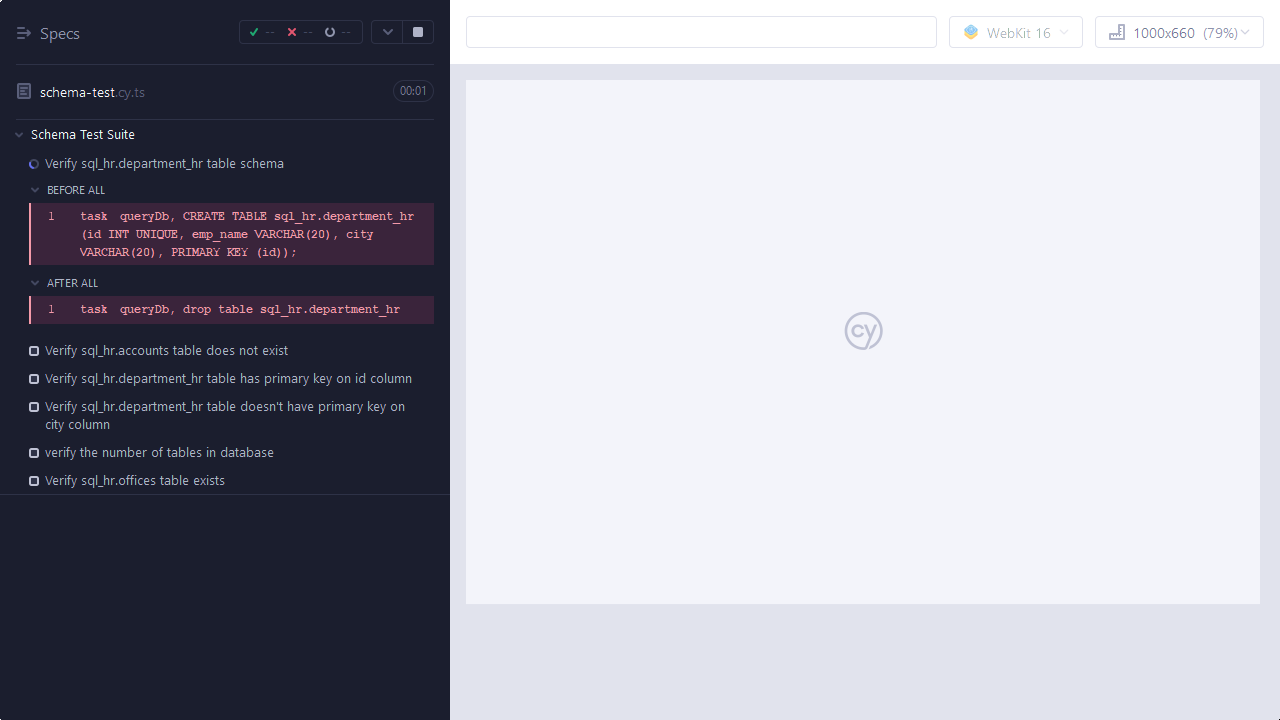 Specs
--
--
--
WebKit 16
1000x660 (79%)
schema-test.cy.ts
00:01
Schema Test Suite
Verify sql_hr.department_hr table schema
BEFORE ALL
1 task queryDb, CREATE TABLE sql_hr.department_hr
(id INT UNIQUE, emp_name VARCHAR(20), city
VARCHAR(20), PRIMARY KEY (id));
AFTER ALL
1 task queryDb, drop table sql_hr.department_hr
Verify sql_hr.accounts table does not exist
Verify sql_hr.department_hr table has primary key on id column
Verify sql_hr.department_hr table doesn't have primary key on
city column
verify the number of tables in database
Verify sql_hr.offices table exists
cy